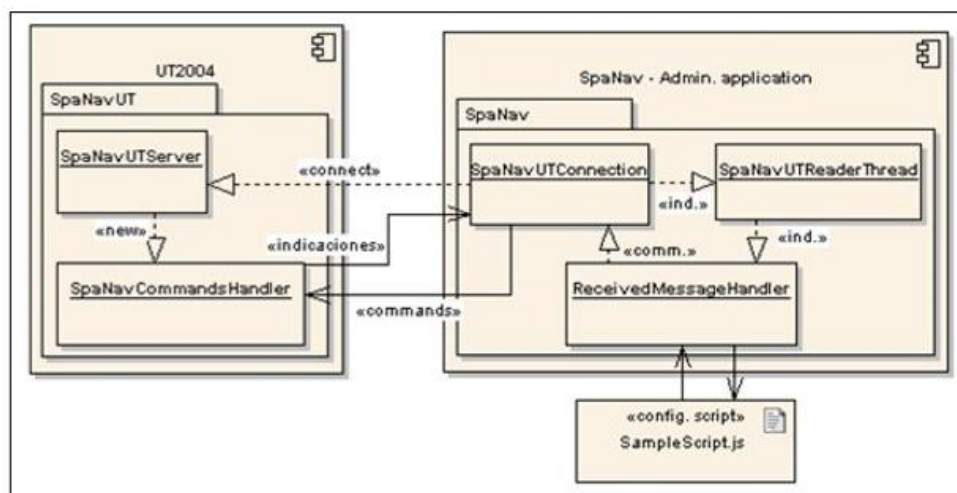 UT2004
SpaNavUT
SpaNavUTServer
«new»
SpaNavCommandsHandler
«connect»
«indicaciones»
«commands»
SpaNav - Admin. application
SpaNav
SpaNavUTConnection
SpaNavUTReaderThread
«ind.»
«comm.»
«ind.»
ReceivedMessageHandler
«config. script»
SampleScript.js